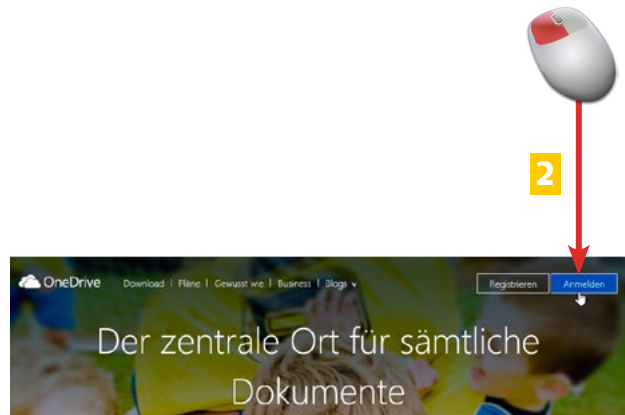 2
OneDrive Download | Pläne | Gewusst wie | Business | Blogs Registrieren Anmelden
Der zentrale Ort für sämtliche
Dokumente